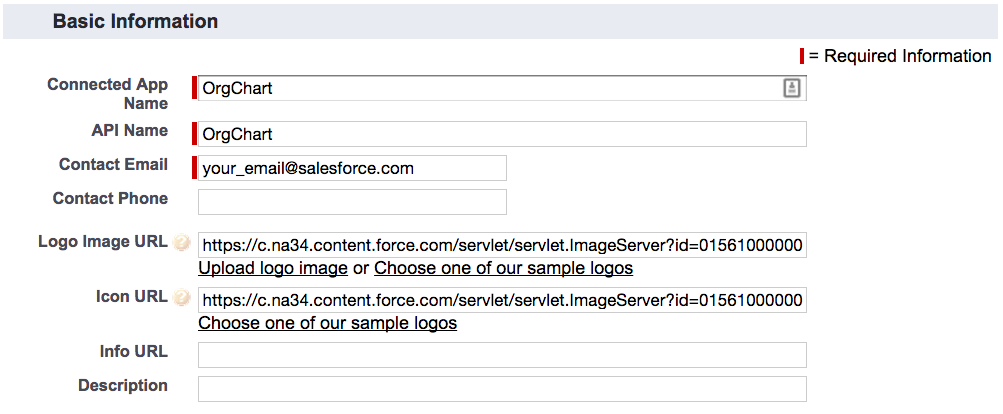 Basic Information
= Required Information
Connected App Name OrgChart
API Name OrgChart
Contact Email your_email@salesforce.com
Contact Phone
Logo Image URL ? https://c.na34.content.force.com/servlet/servlet.ImageServer?id=01561000000
Upload logo image or Choose one of our sample logos
Icon URL ? https://c.na34.content.force.com/servlet/servlet.ImageServer?id=01561000000
Choose one of our sample logos
Info URL
Description